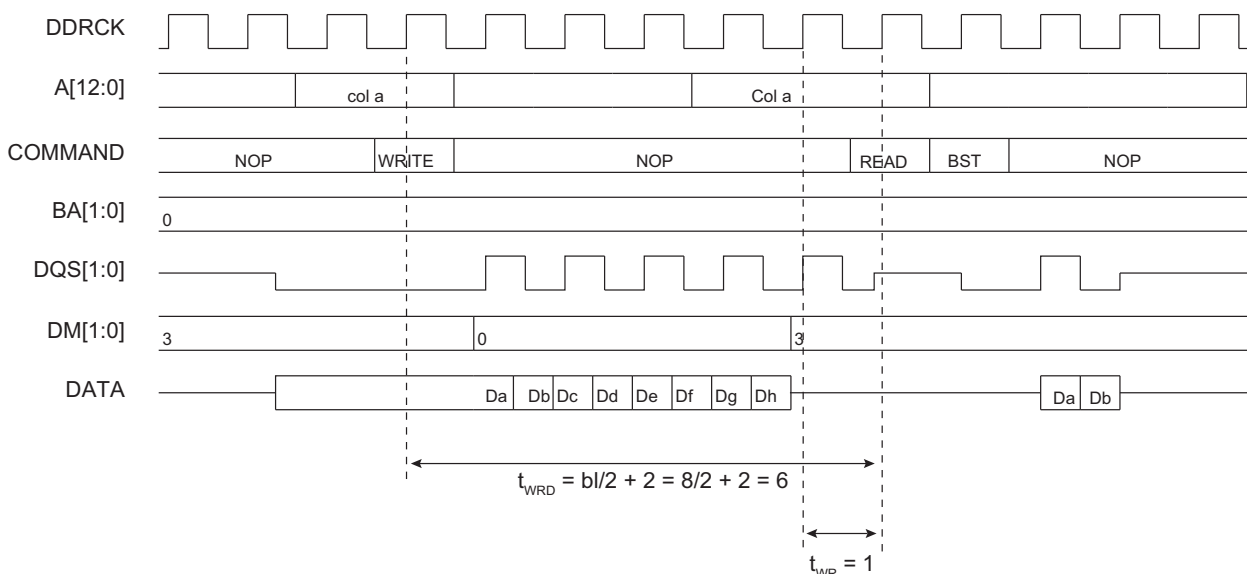 DDRCK
A[12:0]
col a
Col a
COMMAND
NOP
WRITE
NOP
READ
BST
NOP
BA[1:0]
0
DQS[1:0]
DM[1:0]
3
0
3
DATA
Da
Db
Dc
Dd
De
Df
Dg
Dh
Da
Db
tWRD = bl/2 + 2 = 8/2 + 2 = 6
tWR = 1